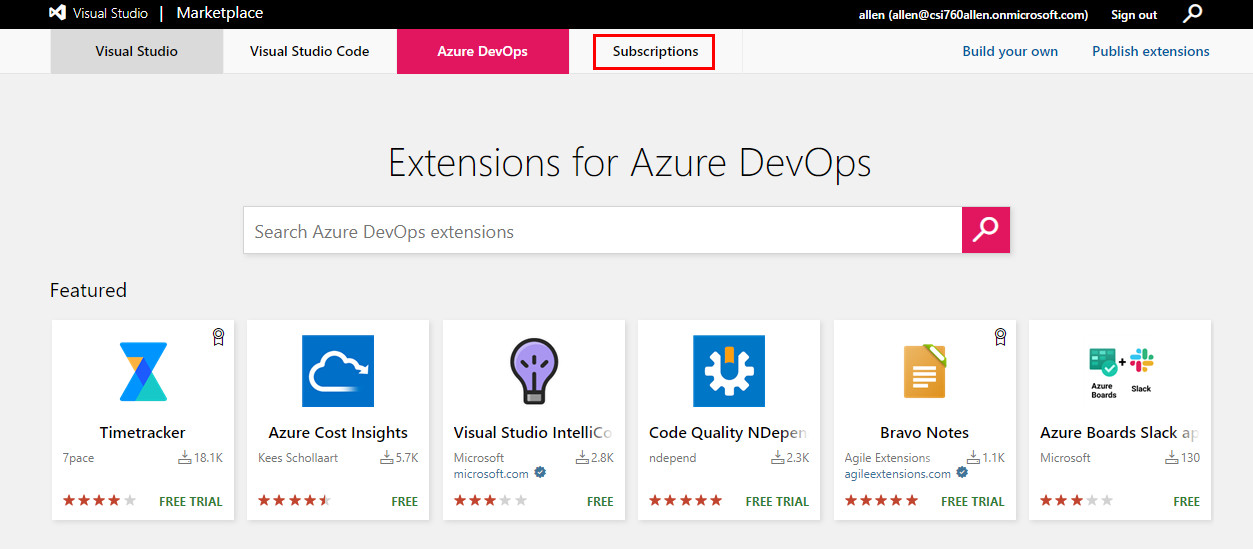 Visual Studio | Marketplace
allen (allen@csi760allen.onmicrosoft.com) Sign out
Visual Studio Visual Studio Code Azure DevOps Subscriptions Build your own Publish extensions
Extensions for Azure DevOps
Search Azure DevOps extensions
Featured
Timetracker
7pace 18.1K
FREE TRIAL
Azure Cost Insights
Kees Schollaart 5.7K
FREE
Visual Studio IntelliCo
Microsoft 2.8K
microsoft.com
FREE
Code Quality NDepen
ndepend 2.3K
FREE TRIAL
Bravo Notes
Agile Extensions 1.1K
agileextensions.com
FREE TRIAL
Azure Boards
Slack
Azure Boards Slack ap
Microsoft 130
FREE